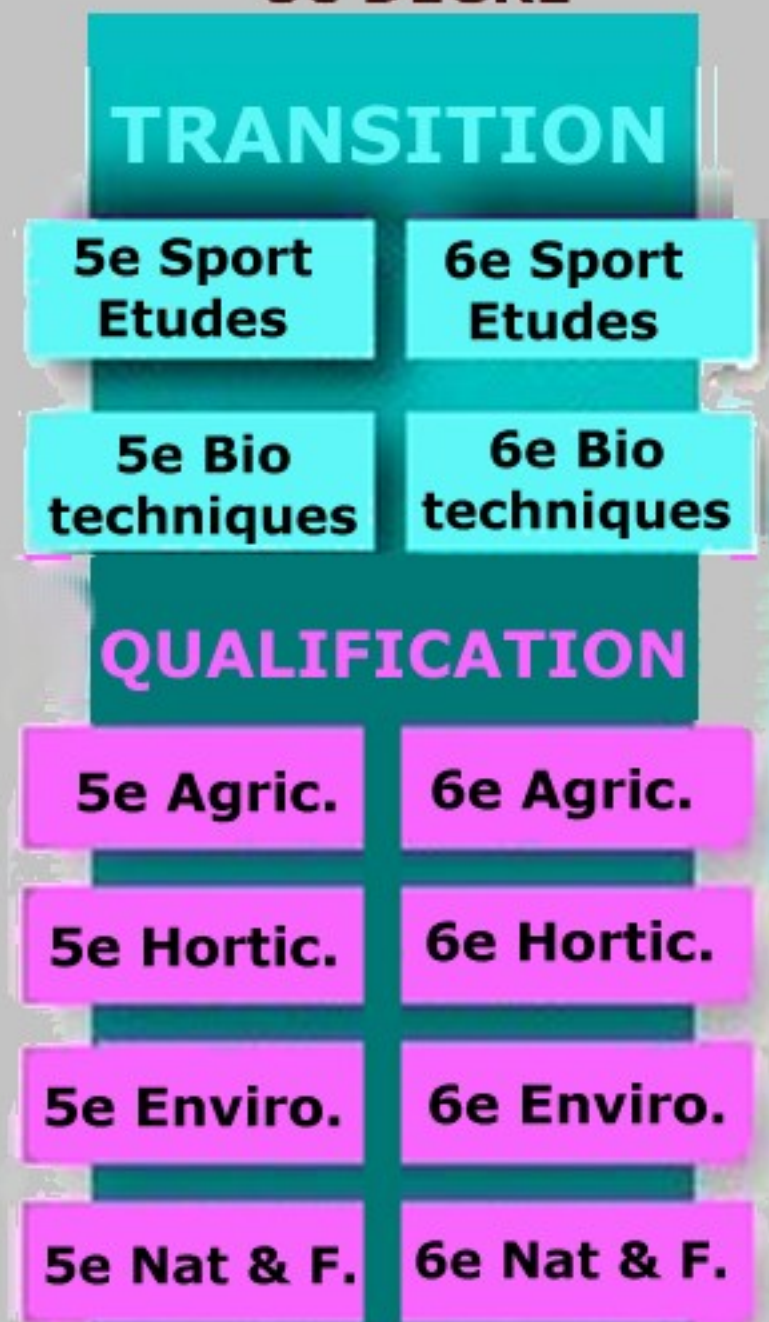 TRANSITION
5e Sport
Etudes
6e Sport
Etudes
5e Bio
techniques
6e Bio
techniques
QUALIFICATION
5e Agric.
6e Agric.
5e Hortic.
6e Hortic.
5e Enviro.
6e Enviro.
5e Nat & F.
6e Nat & F.